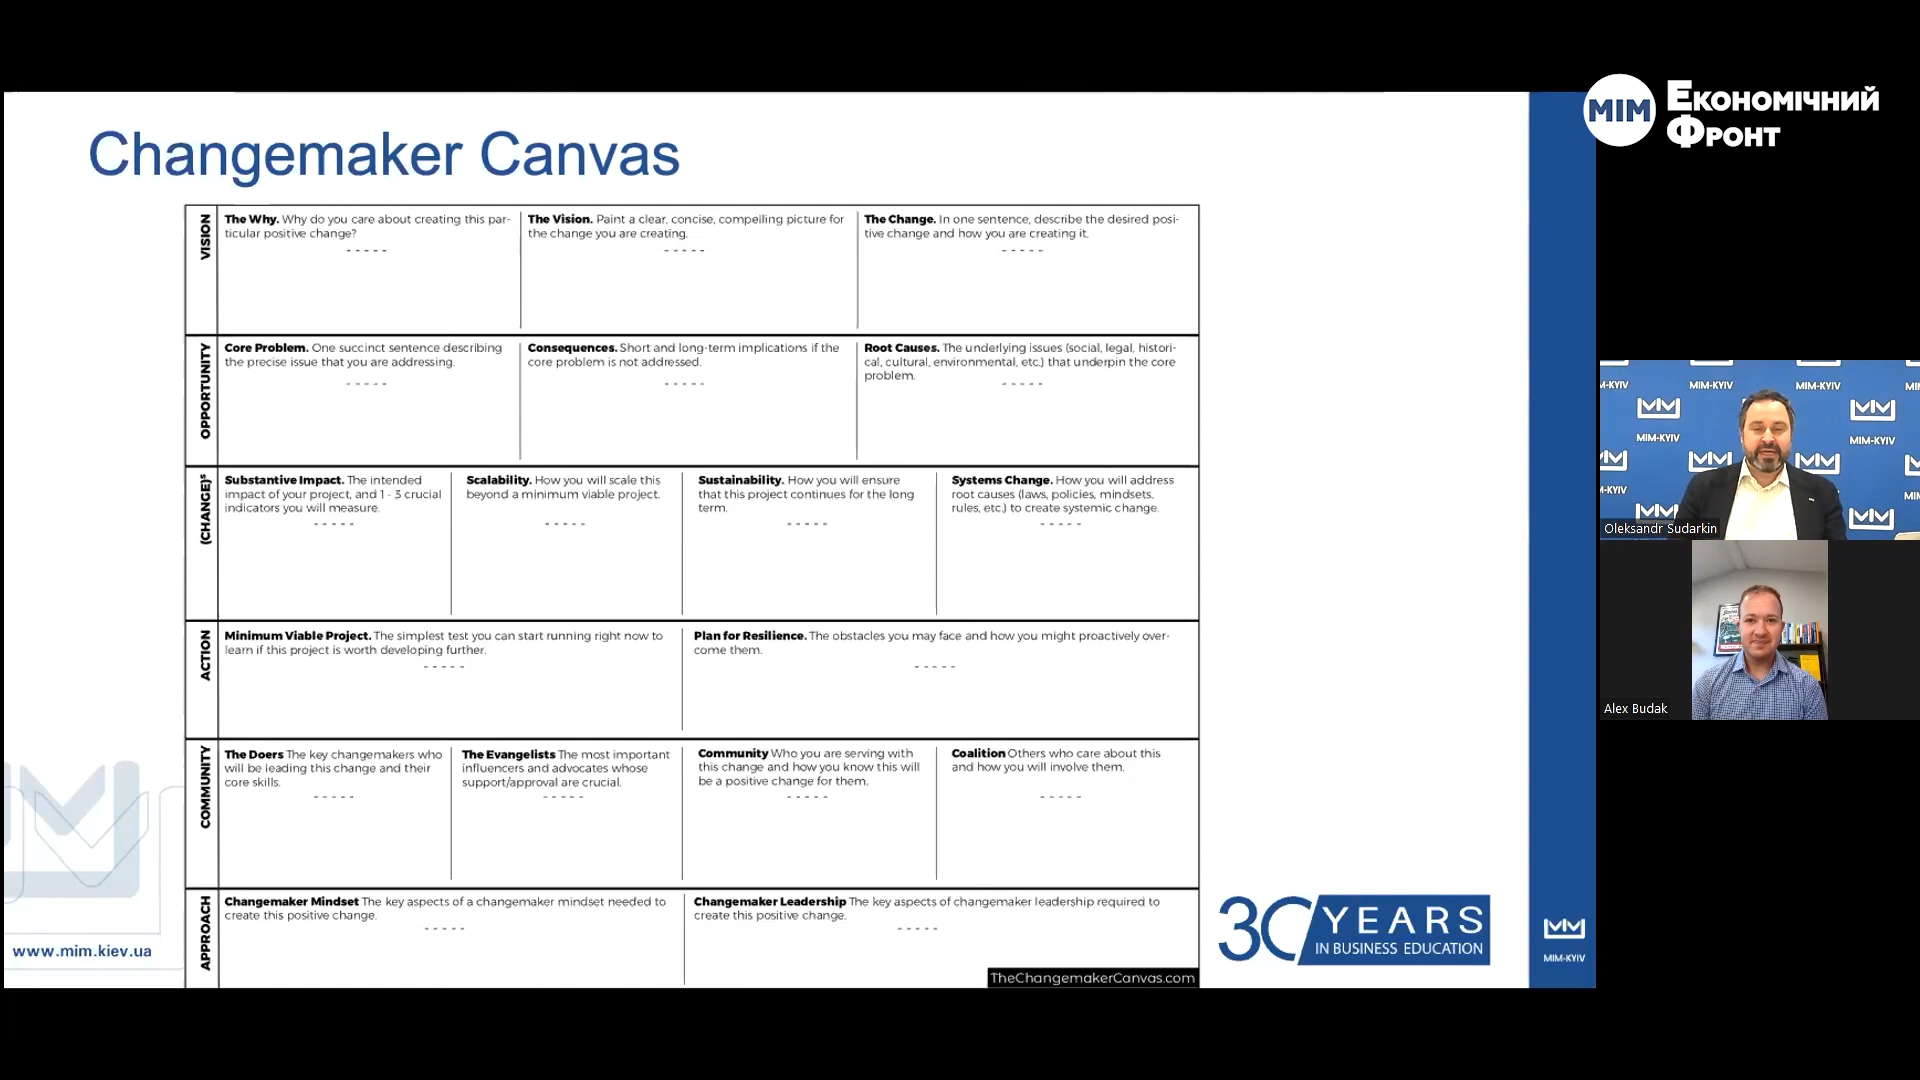 MIM Економічний
Фронт
Changemaker Canvas
VISION
The Why. Why do you care about creating this par-
ticular positive change?
The Vision. Paint a clear, concise, compelling picture for
the change you are creating.
The Change. In one sentence, describe the desired posi-
tive change and how you are creating it.
OPPORTUNITY
Core Problem. One succinct sentence describing
the precise issue that you are addressing.
Consequences. Short and long-term implications if the
core problem is not addressed.
Root Causes. The underlying issues (social, legal, histori-
cal, cultural, environmental, etc.) that underpin the core
problem.
(CHANGE)ˢ
Substantive Impact. The intended
impact of your project, and 1 - 3 crucial
indicators you will measure.
Scalability. How you will scale this
beyond a minimum viable project.
Sustainability. How you will ensure
that this project continues for the long
term.
Systems Change. How you will address
root causes (laws, policies, mindsets,
rules, etc.) to create systemic change.
ACTION
Minimum Viable Project. The simplest test you can start running right now to
learn if this project is worth developing further.
Plan for Resilience. The obstacles you may face and how you might proactively over-
come them.
COMMUNITY
The Doers The key changemakers who
will be leading this change and their
core skills.
The Evangelists The most important
influencers and advocates whose
support/approval are crucial.
Community Who you are serving with
this change and how you know this will
be a positive change for them.
Coalition Others who care about this
and how you will involve them.
APPROACH
Changemaker Mindset The key aspects of a changemaker mindset needed to
create this positive change.
Changemaker Leadership The key aspects of changemaker leadership required to
create this positive change.
TheChangemakerCanvas.com
www.mim.kiev.ua
30 YEARS
IN BUSINESS EDUCATION
MIM-KYIV
MIM-KYIV
MIM-KYIV
MIM-KYIV
MIM-KYIV
MIM-KYIV
Oleksandr Sudarkin
Alex Budak